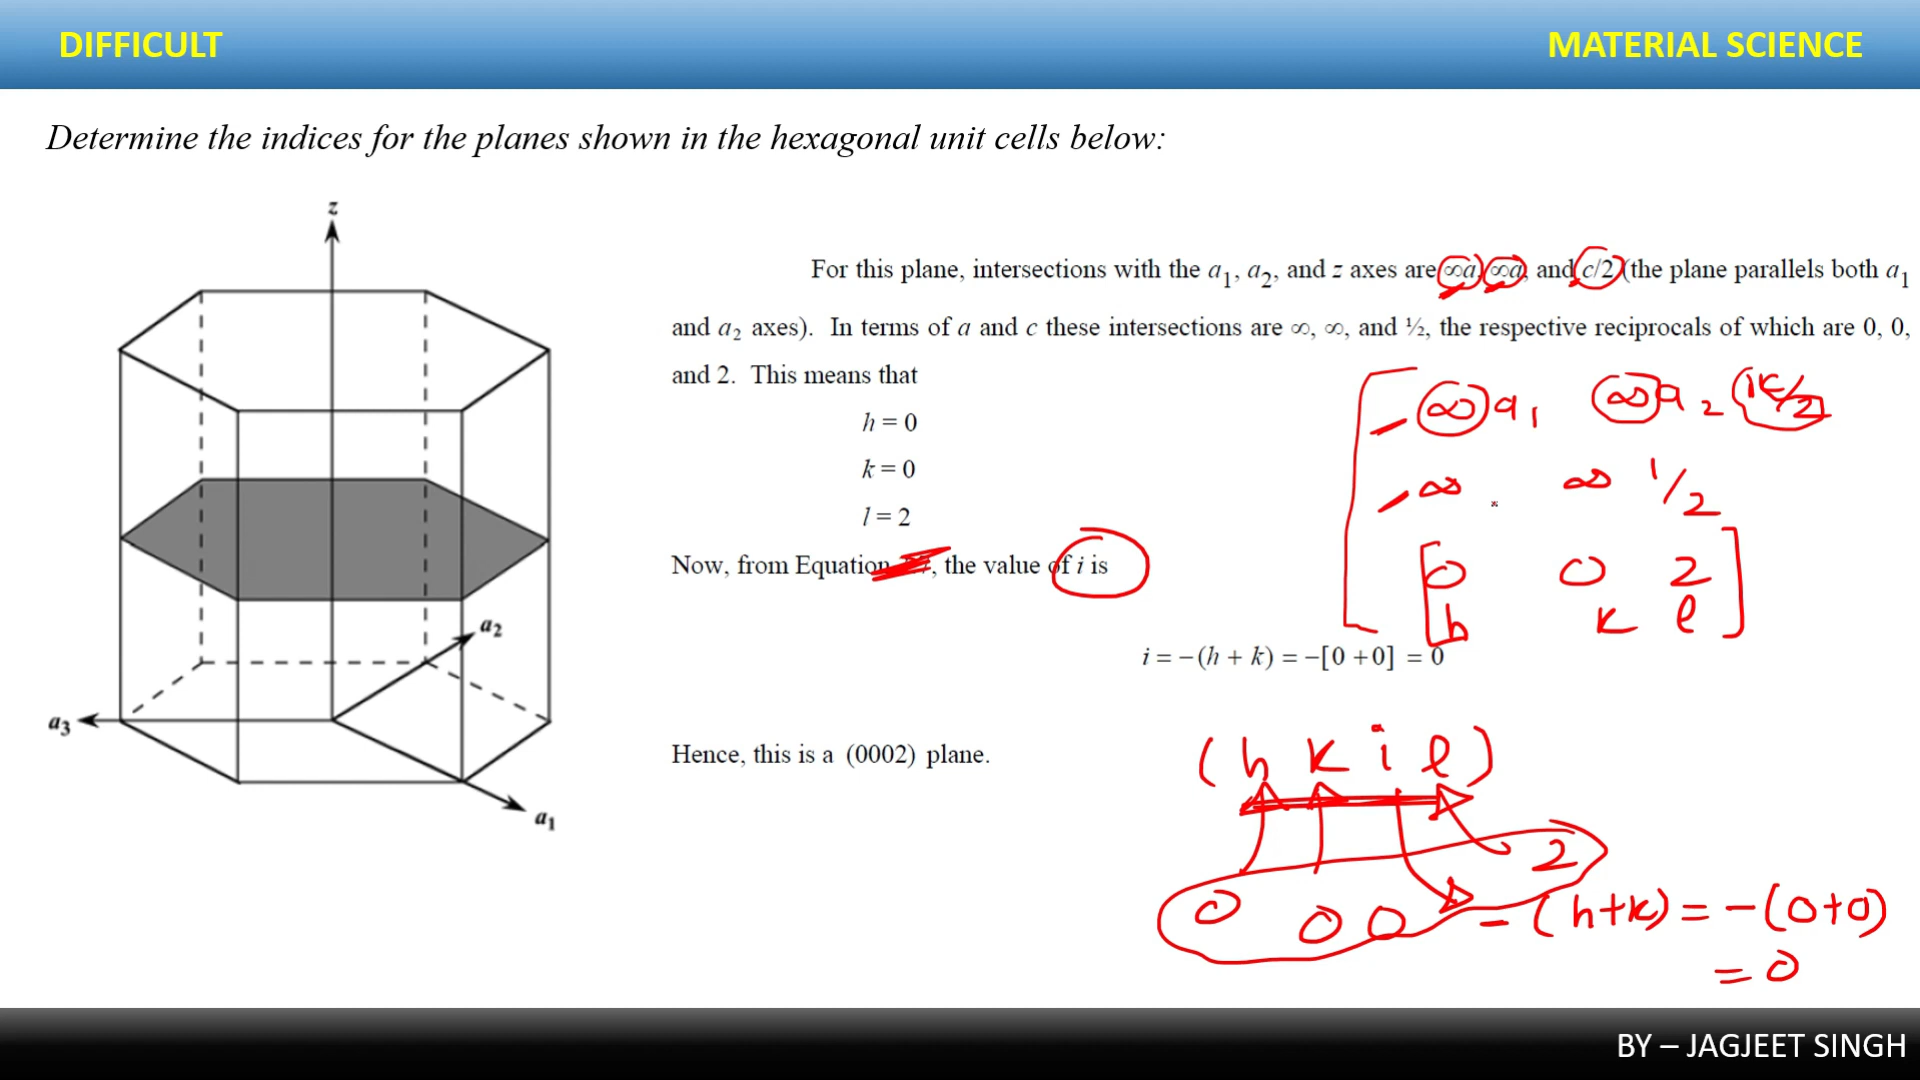 DIFFICULT
MATERIAL SCIENCE
Determine the indices for the planes shown in the hexagonal unit cells below:
z
a₂
a₃
a₁
For this plane, intersections with the a₁, a₂, and z axes are ∞a, ∞a, and c/2 (the plane parallels both a₁
and a₂ axes). In terms of a and c these intersections are ∞, ∞, and ½, the respective reciprocals of which are 0, 0,
and 2. This means that
h = 0
k = 0
l = 2
Now, from Equation , the value of i is
i = −(h + k) = −[0 +0] = 0
Hence, this is a (0002) plane.
∞a₁ ∞a₂
∞ ∞ 1/2
0 0 2
h k l
(h k i l)
0 0 0 2
−(h+k) = −(0+0)
= 0
BY – JAGJEET SINGH